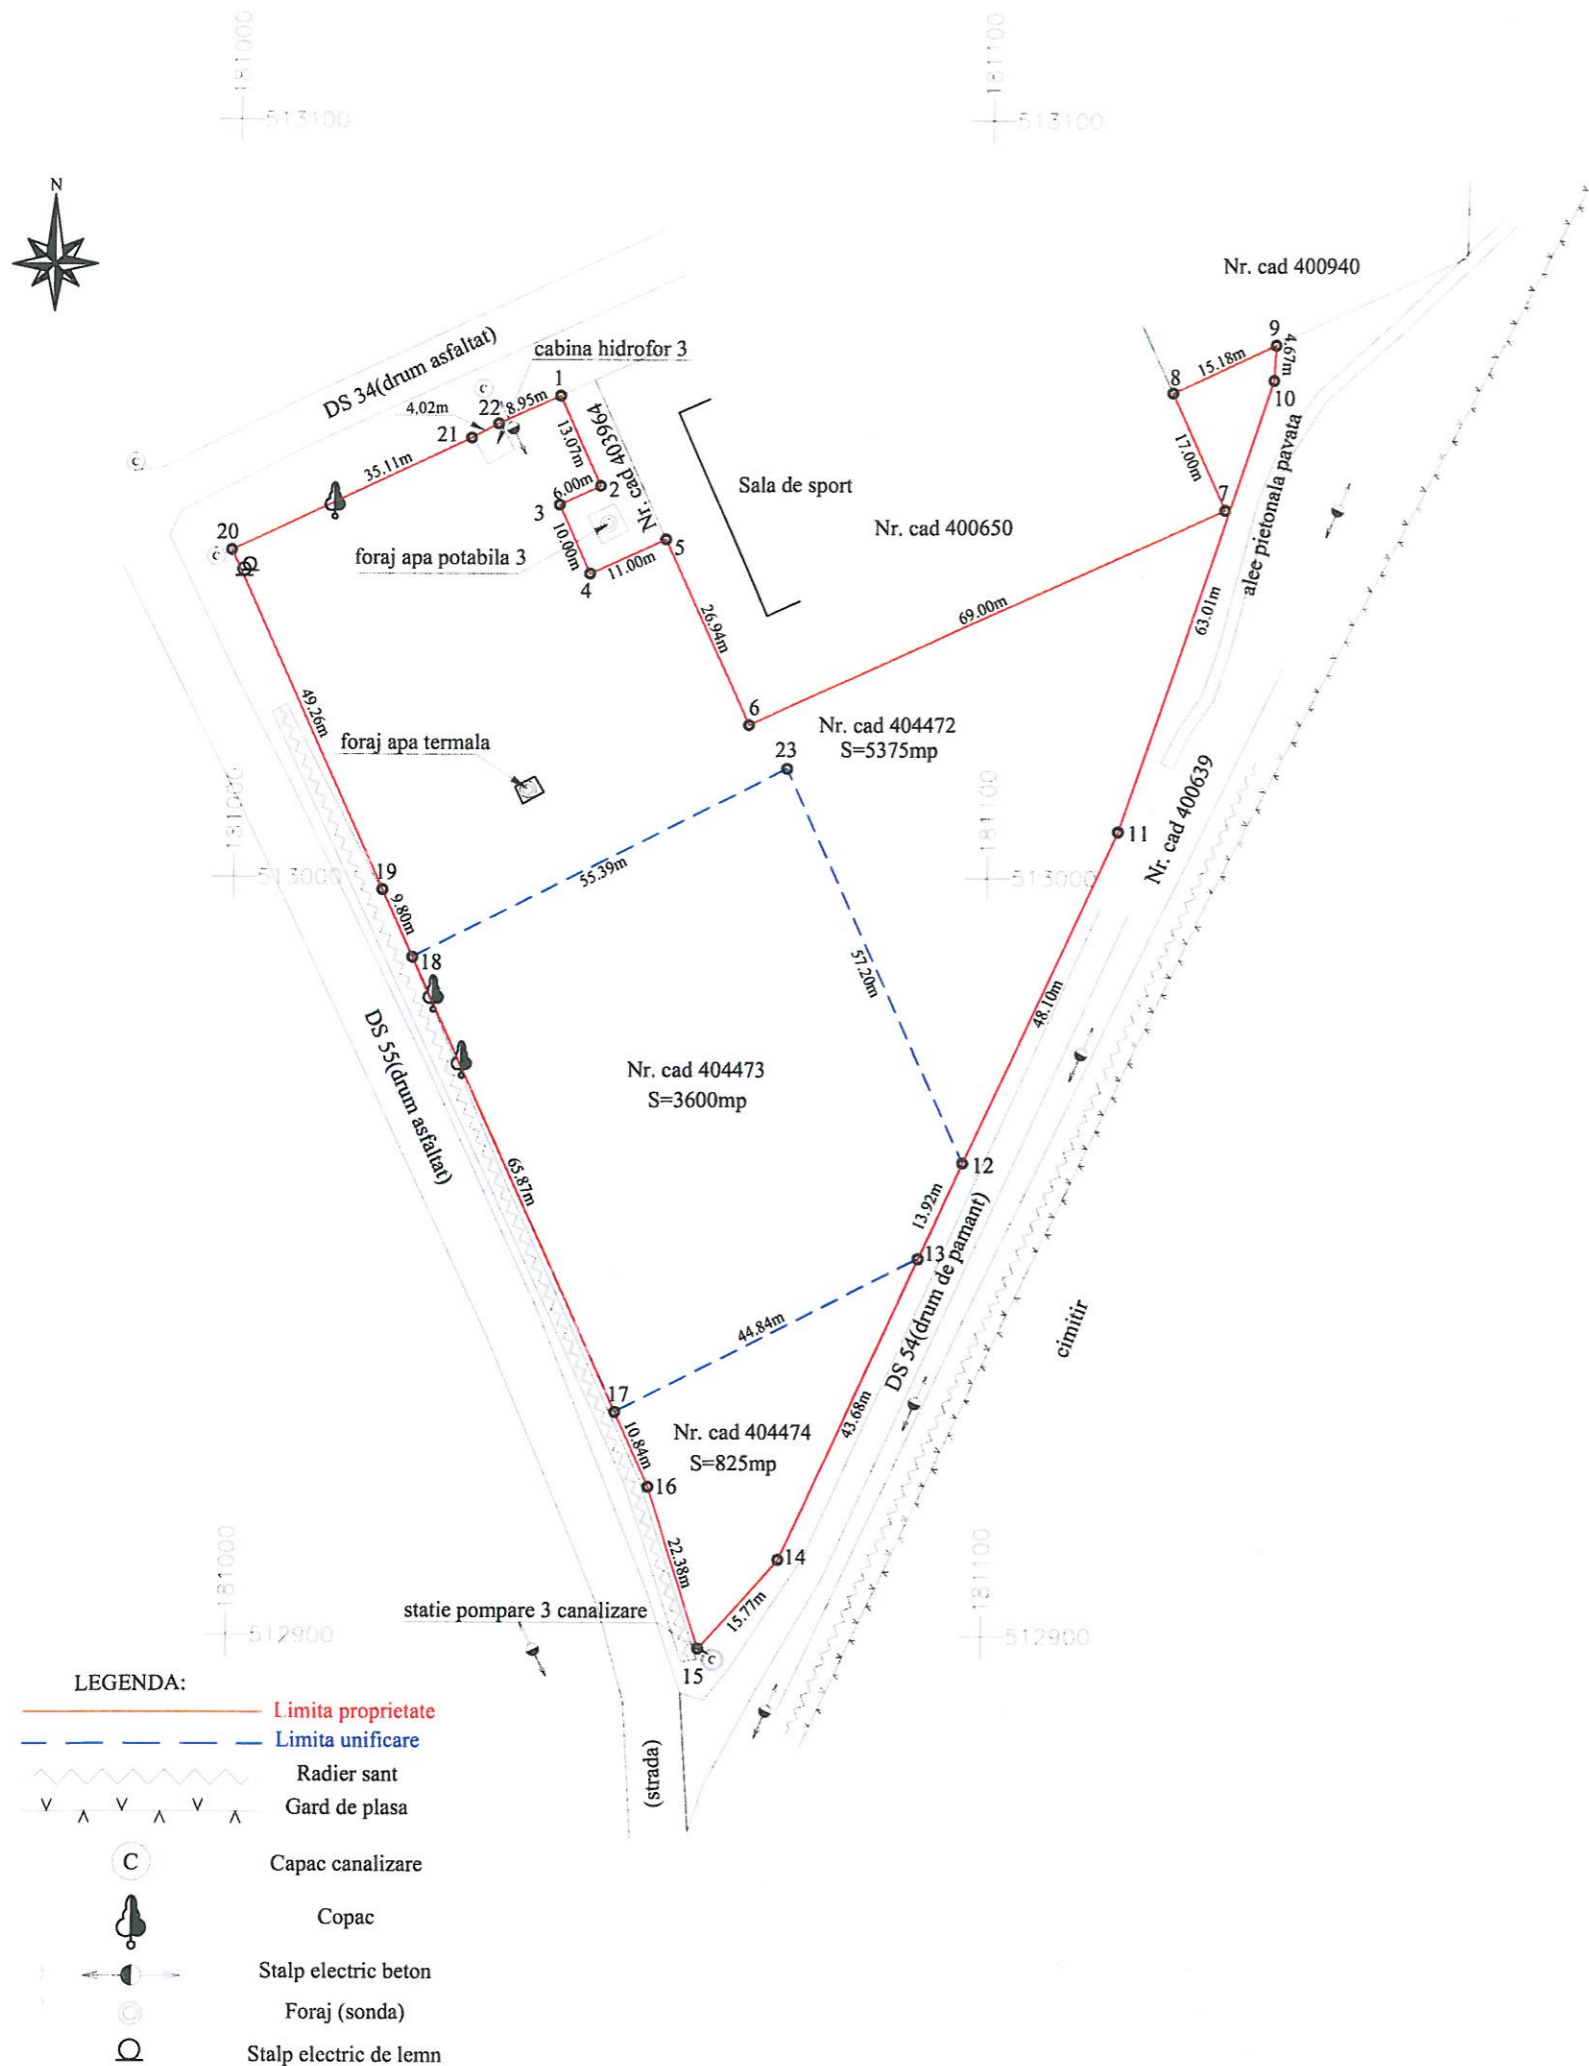 181000
181100
513100
513100
N
Nr. cad 400940
DS 34(drum asfaltat)
cabina hidrofor 3
9
4.67m
15.18m
8
10
1
C
8.95m
22
4,02m
21
Nr. cad 403964
13.07m
35.11m
C
17.00m
alee pietonala pavata
6.00m
2
Sala de sport
3
7
Nr. cad 400650
20
C
10.00m
5
foraj apa potabila 3
11.00m
4
26.94m
69.00m
63.01m
49.26m
6
Nr. cad 404472
S=5375mp
foraj apa termala
23
181000
181100
Nr. cad 400639
11
55.39m
19
513000
513000
9.80m
18
57.20m
48.10m
DS 55(drum asfaltat)
Nr. cad 404473
S=3600mp
65.87m
12
13.92m
13
DS 54(drum de pamant)
44.84m
cimitir
17
43.68m
10.84m
Nr. cad 404474
S=825mp
16
181000
181100
22.38m
14
15.77m
statie pompare 3 canalizare
512900
512900
C
15
LEGENDA:
Limita proprietate
Limita unificare
(strada)
Radier sant
Gard de plasa
C
Capac canalizare
Copac
Stalp electric beton
Foraj (sonda)
Stalp electric de lemn